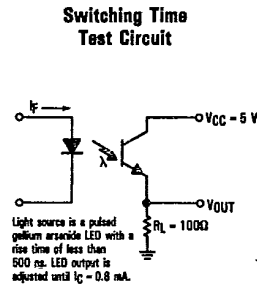 Switching Time
Test Circuit
IF
λ
VCC = 5 V
VOUT
RL = 100Ω
Light source is a pulsed
gallium arsenide LED with a
rise time of less than
500 ns. LED output is
adjusted until IC = 0.8 mA.